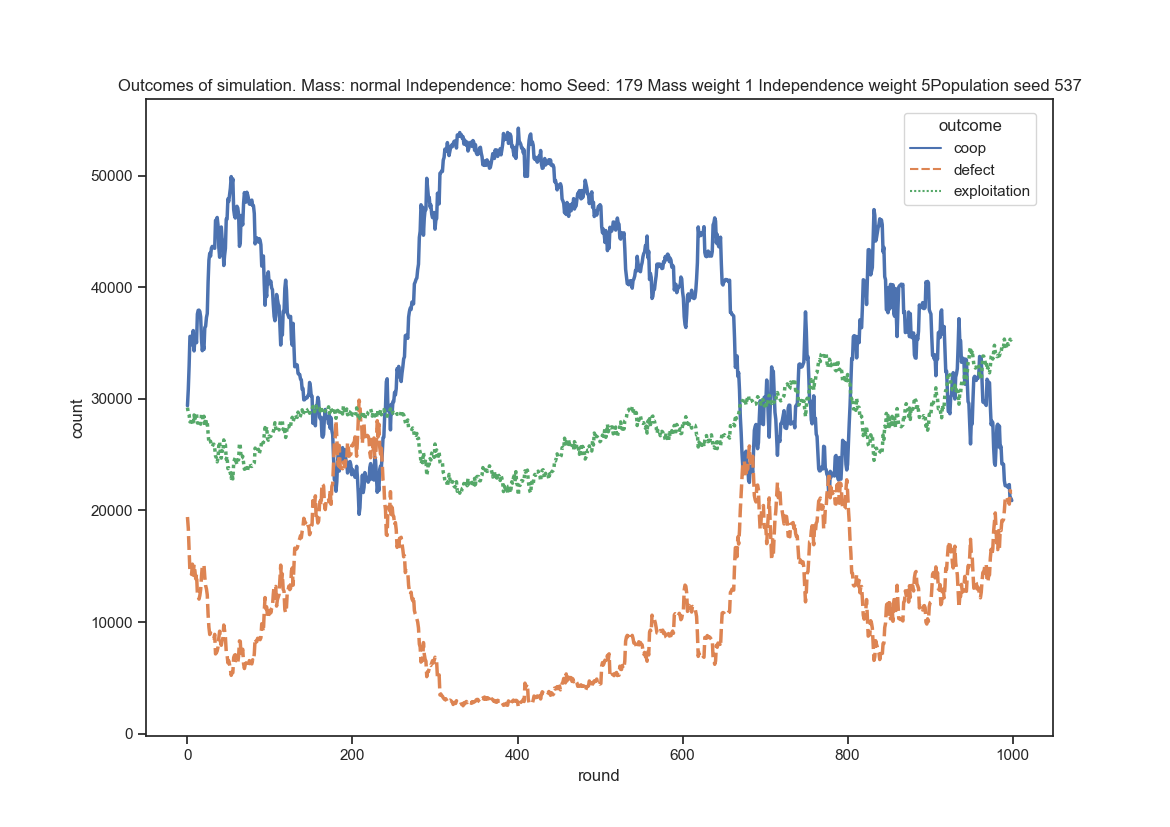 Outcomes of simulation. Mass: normal Independence: homo Seed: 179 Mass weight 1 Independence weight 5Population seed 537
outcome
coop
defect
exploitation
50000
40000
30000
20000
10000
0
count
0 200 400 600 800 1000
round